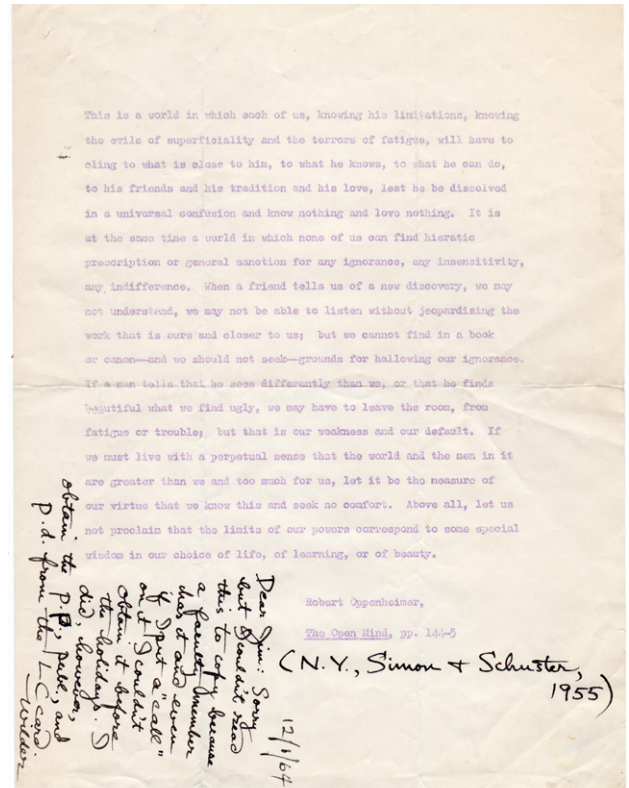 This is a world in which each of us, knowing his limitations, knowing
the evils of superficiality and the terrors of fatigue, will have to
cling to what is close to him, to what he knows, to what he can do,
to his friends and his tradition and his love, lest he be dissolved
in a universal confusion and know nothing and love nothing. It is
at the same time a world in which none of us can find hieratic
prescription or general sanction for any ignorance, any insensitivity,
any indifference. When a friend tells us of a new discovery, we may
not understand, we may not be able to listen without jeopardizing the
work that is ours and closer to us; but we cannot find in a book
or canon—and we should not seek—grounds for hallowing our ignorance.
If a man tells that he sees differently than we, or that he finds
beautiful what we find ugly, we may have to leave the room, from
fatigue or trouble; but that is our weakness and our default. If
we must live with a perpetual sense that the world and the men in it
are greater than we and too much for us, let it be the measure of
our virtue that we know this and seek no comfort. Above all, let us
not proclaim that the limits of our powers correspond to some special
wisdom in our choice of life, of learning, or of beauty.
Robert Oppenheimer,
The Open Mind, pp. 144-5
(N.Y., Simon + Schuster,
1955)
12/1/64
Dear Jim: Sorry
but I couldn't
this to copy because
a faculty member
has it and even
if I put a "call"
on it I couldn't
obtain it before
the holidays. I
did, however,
obtain the p.p., publ., and
p.d. from the LC card.
Wilder